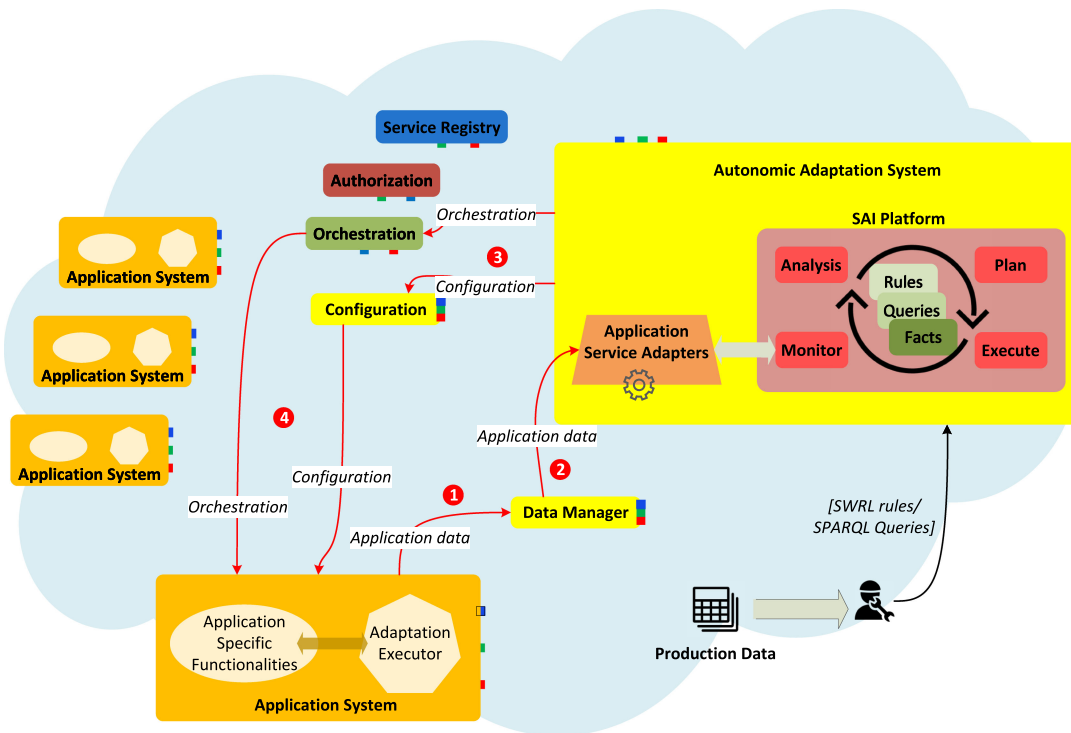 Service Registry
Autonomic Adaptation System
Authorization
Orchestration
Orchestration
SAI Platform
Application System
3
Configuration
Configuration
Analysis
Plan
Rules
Queries
Facts
Monitor
Execute
Application
Service Adapters
Application System
4
Application System
Application data
2
Configuration
1
Orchestration
Data Manager
Application data
[SWRL rules/
SPARQL Queries]
Application
Specific
Functionalities
Adaptation
Executor
Application System
Production Data